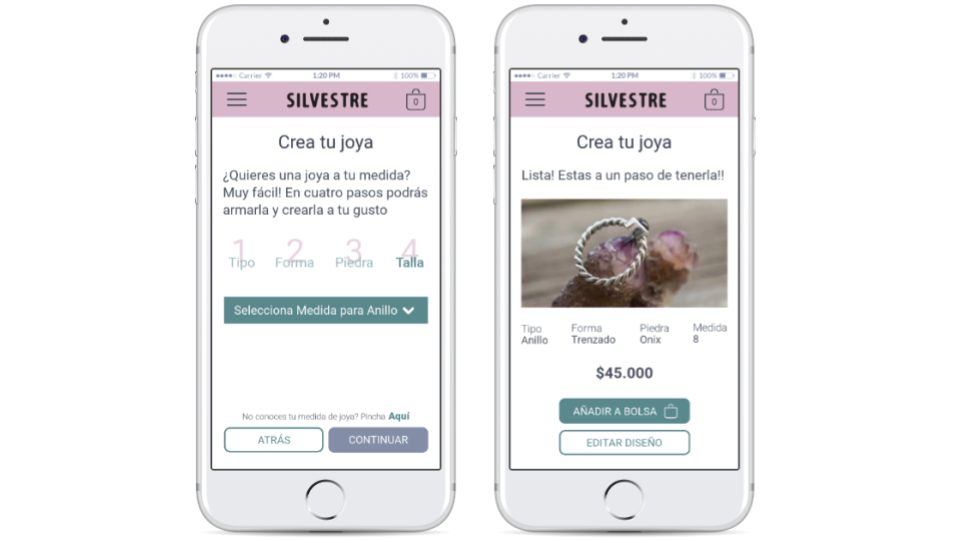 Carrier 1:20 PM 100%
SILVESTRE 0
Crea tu joya
¿Quieres una joya a tu medida?
Muy fácil! En cuatro pasos podrás
armarla y crearla a tu gusto
1 2 3 4
Tipo Forma Piedra Talla
Selecciona Medida para Anillo
No conoces tu medida de joya? Pincha Aquí
ATRÁS CONTINUAR
Carrier 1:20 PM 100%
SILVESTRE 0
Crea tu joya
Lista! Estas a un paso de tenerla!!
Tipo Forma Piedra Medida
Anillo Trenzado Onix 8
$45.000
AÑADIR A BOLSA
EDITAR DISEÑO